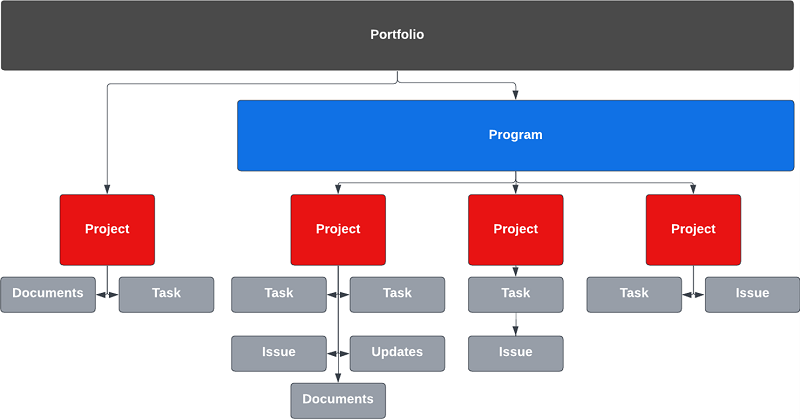 Portfolio
Program
Project
Project
Project
Project
Documents
Task
Task
Task
Task
Task
Issue
Issue
Updates
Issue
Documents